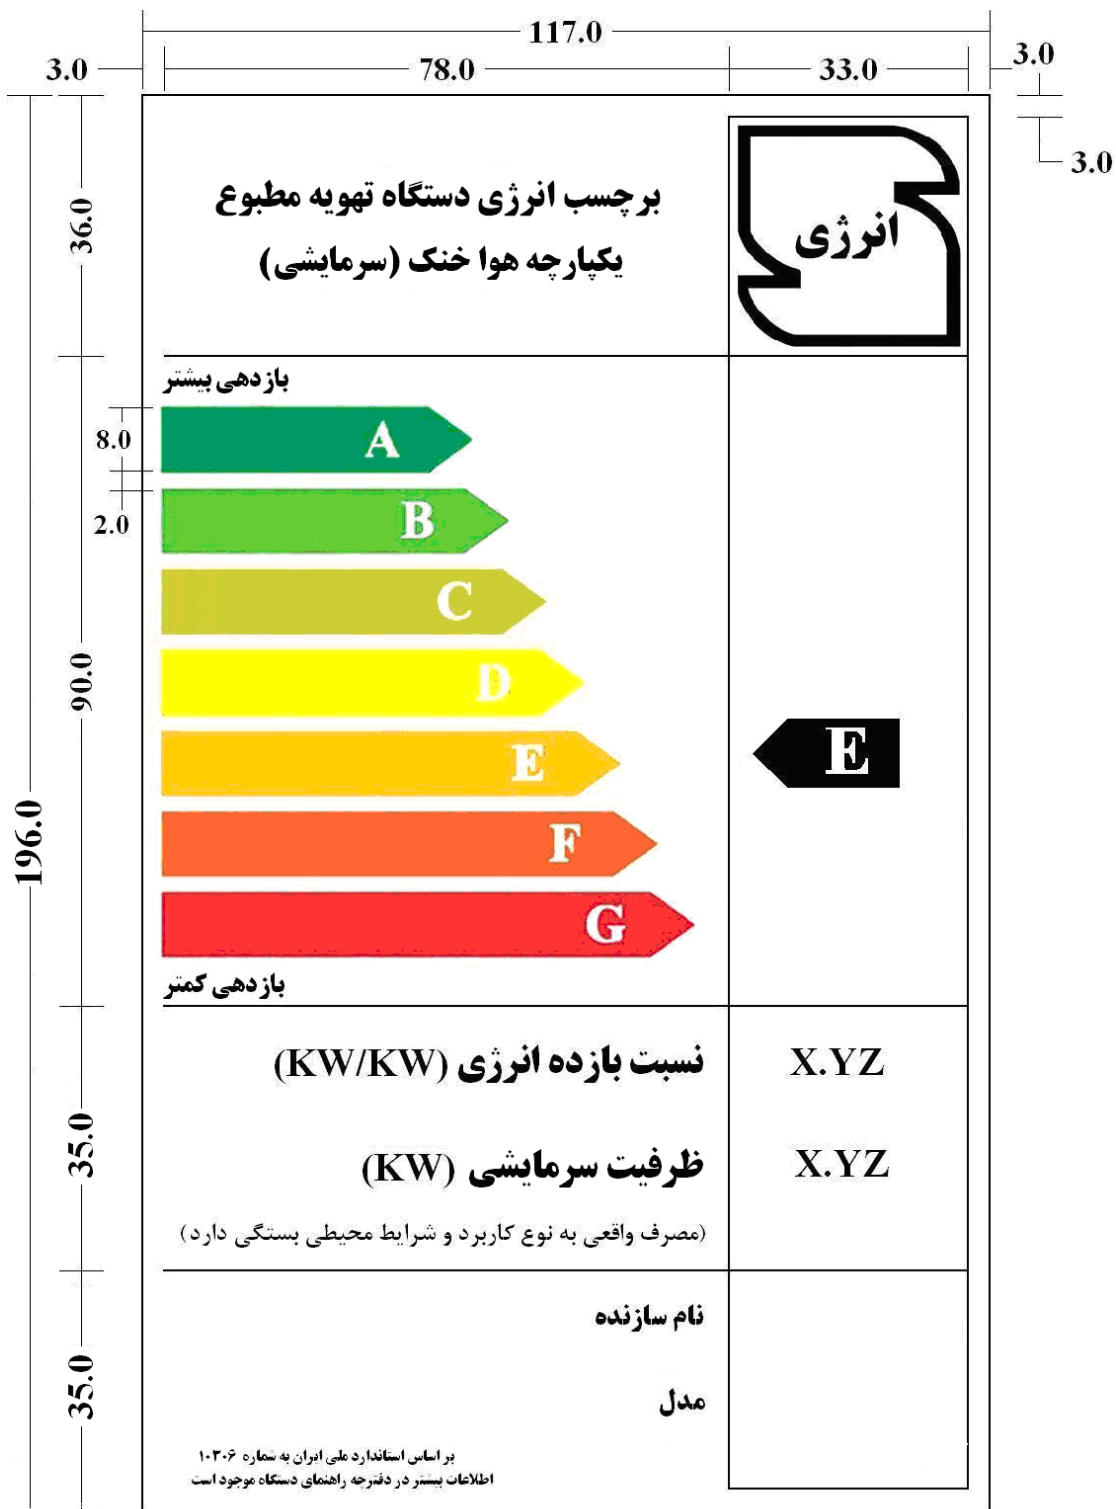 117.0
3.0 78.0 33.0 3.0
3.0
برچسب انرژی دستگاه تهویه مطبوع
یکپارچه هوا خنک (سرمایشی)
انرژی
36.0
بازدهی بیشتر
A
8.0
B
2.0
C
D
90.0
E
E
196.0
F
G
بازدهی کمتر
نسبت بازده انرژی (KW/KW)
X.YZ
35.0
ظرفیت سرمایشی (KW)
X.YZ
(مصرف واقعی به نوع کاربرد و شرایط محیطی بستگی دارد)
نام سازنده
35.0
مدل
بر اساس استاندارد ملی ایران به شماره ۱۰۳۰۶
اطلاعات بیشتر در دفترچه راهنمای دستگاه موجود است